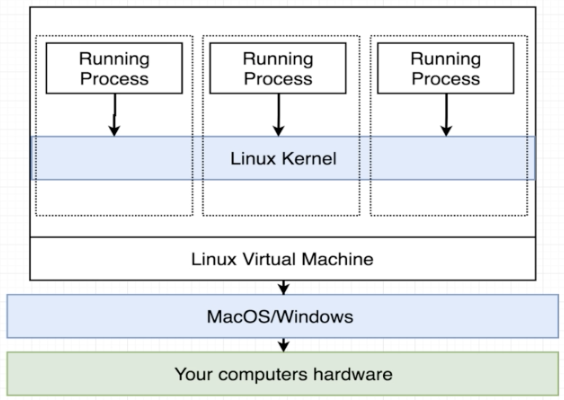 Running Running Running
Process Process Process
Linux Kernel
Linux Virtual Machine
MacOS/Windows
Your computers hardware